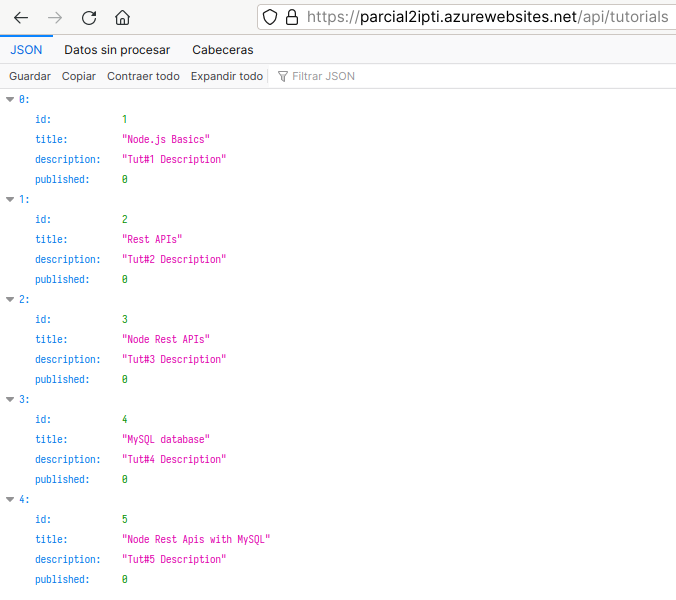 https://parcial2ipti.azurewebsites.net/api/tutorials
JSON Datos sin procesar Cabeceras
Guardar Copiar Contraer todo Expandir todo Filtrar JSON
0:
id: 1
title: "Node.js Basics"
description: "Tut#1 Description"
published: 0
1:
id: 2
title: "Rest APIs"
description: "Tut#2 Description"
published: 0
2:
id: 3
title: "Node Rest APIs"
description: "Tut#3 Description"
published: 0
3:
id: 4
title: "MySQL database"
description: "Tut#4 Description"
published: 0
4:
id: 5
title: "Node Rest Apis with MySQL"
description: "Tut#5 Description"
published: 0